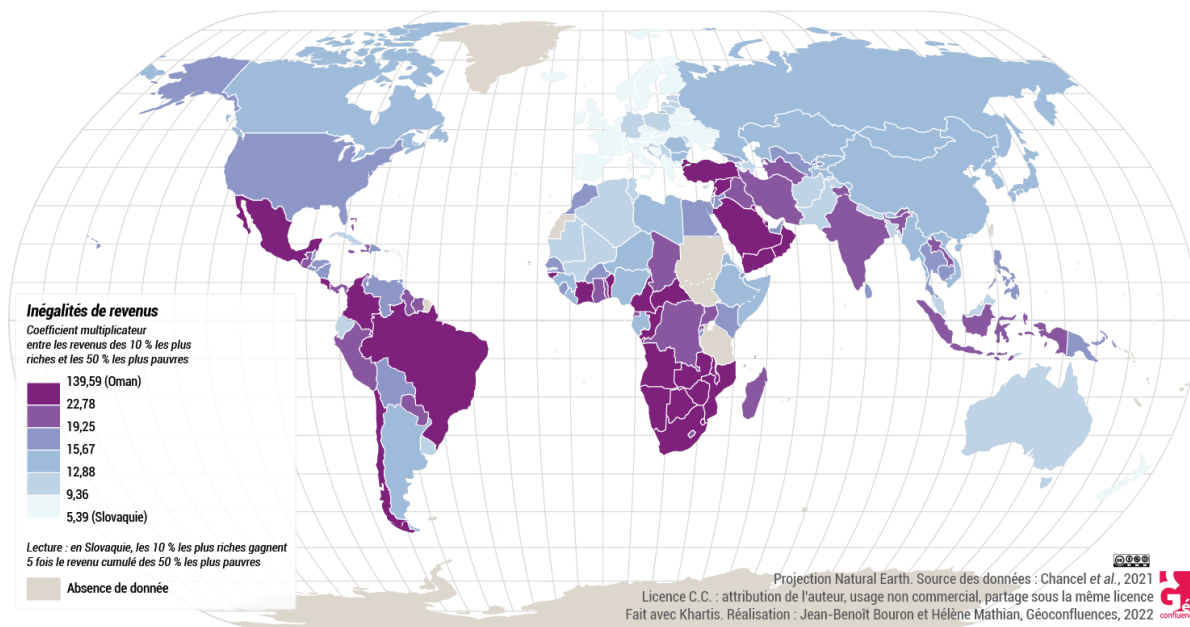 Inégalités de revenus
Coefficient multiplicateur
entre les revenus des 10 % les plus
riches et les 50 % les plus pauvres
139,59 (Oman)
22,78
19,25
15,67
12,88
9,36
5,39 (Slovaquie)
Lecture : en Slovaquie, les 10 % les plus riches gagnent
5 fois le revenu cumulé des 50 % les plus pauvres
Absence de donnée
Projection Natural Earth. Source des données : Chancel et al., 2021
Licence C.C. : attribution de l'auteur, usage non commercial, partage sous la même licence
Fait avec Khartis. Réalisation : Jean-Benoît Bouron et Hélène Mathian, Géoconfluences, 2022
G
confluenc